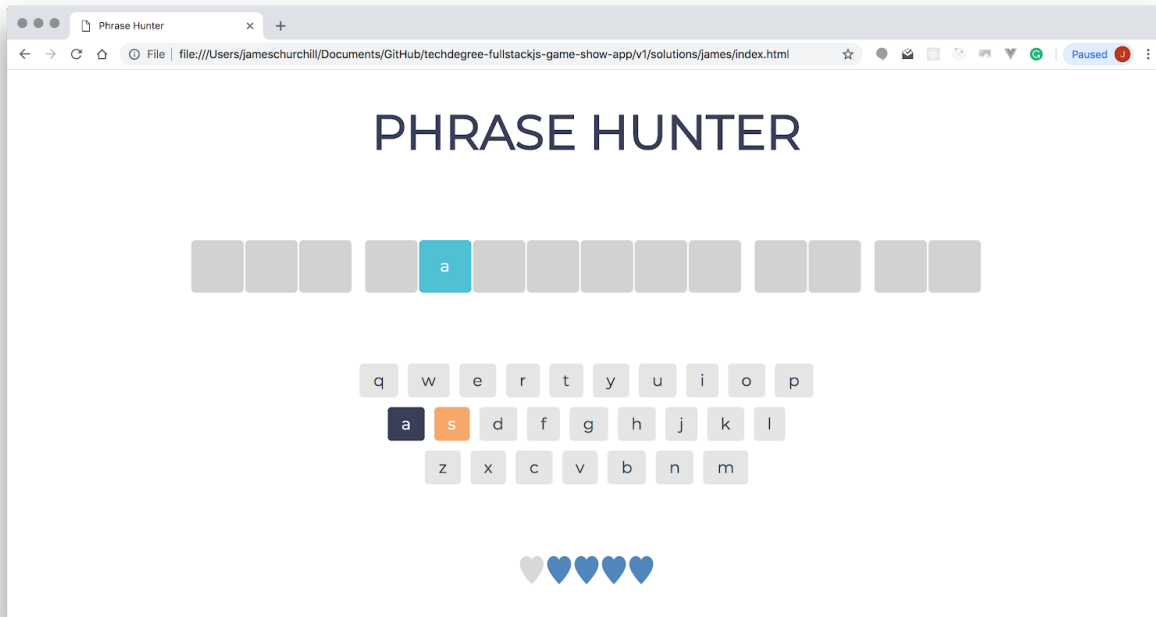 Phrase Hunter
File file:///Users/jameschurchill/Documents/GitHub/techdegree-fullstackjs-game-show-app/v1/solutions/james/index.html Paused J
PHRASE HUNTER
a
q w e r t y u i o p
a s d f g h j k l
z x c v b n m